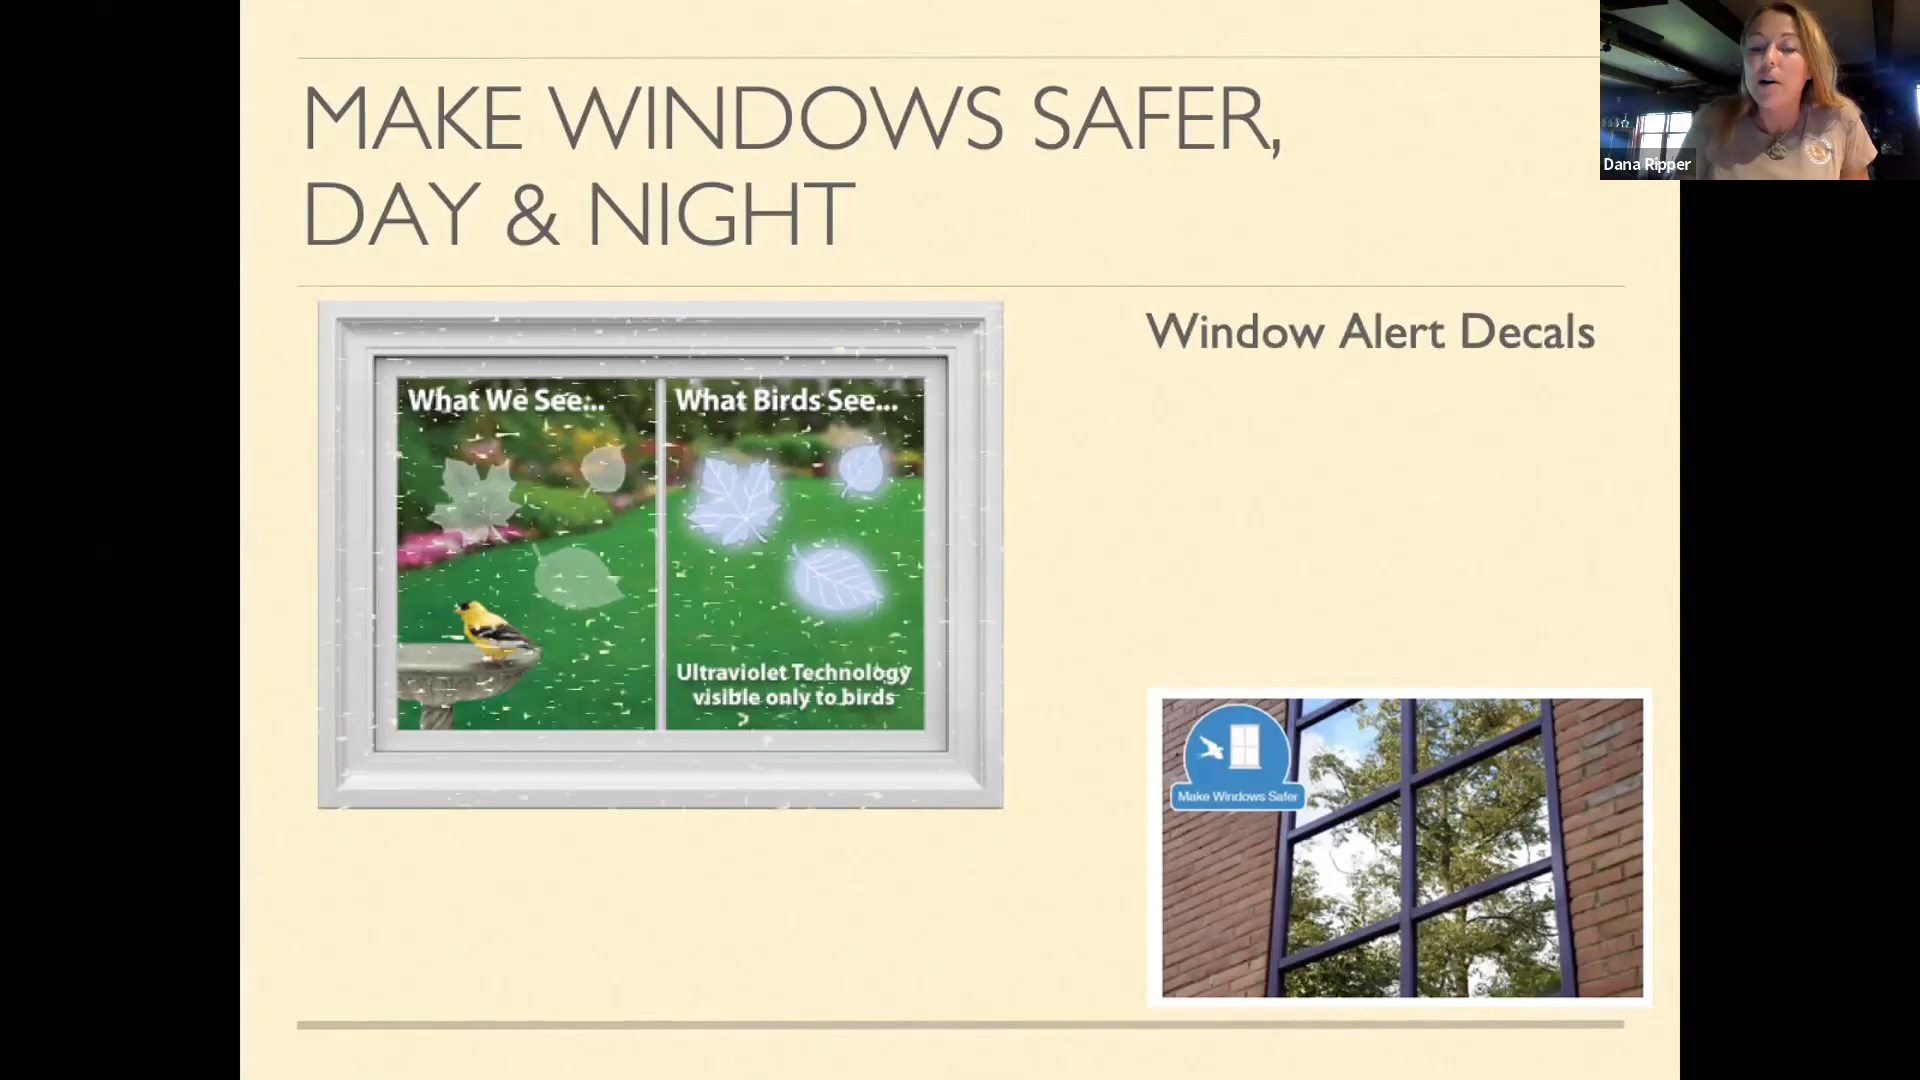 MAKE WINDOWS SAFER,
DAY & NIGHT
Dana Ripper
Window Alert Decals
What We See...
What Birds See...
Ultraviolet Technology
visible only to birds
Make Windows Safer